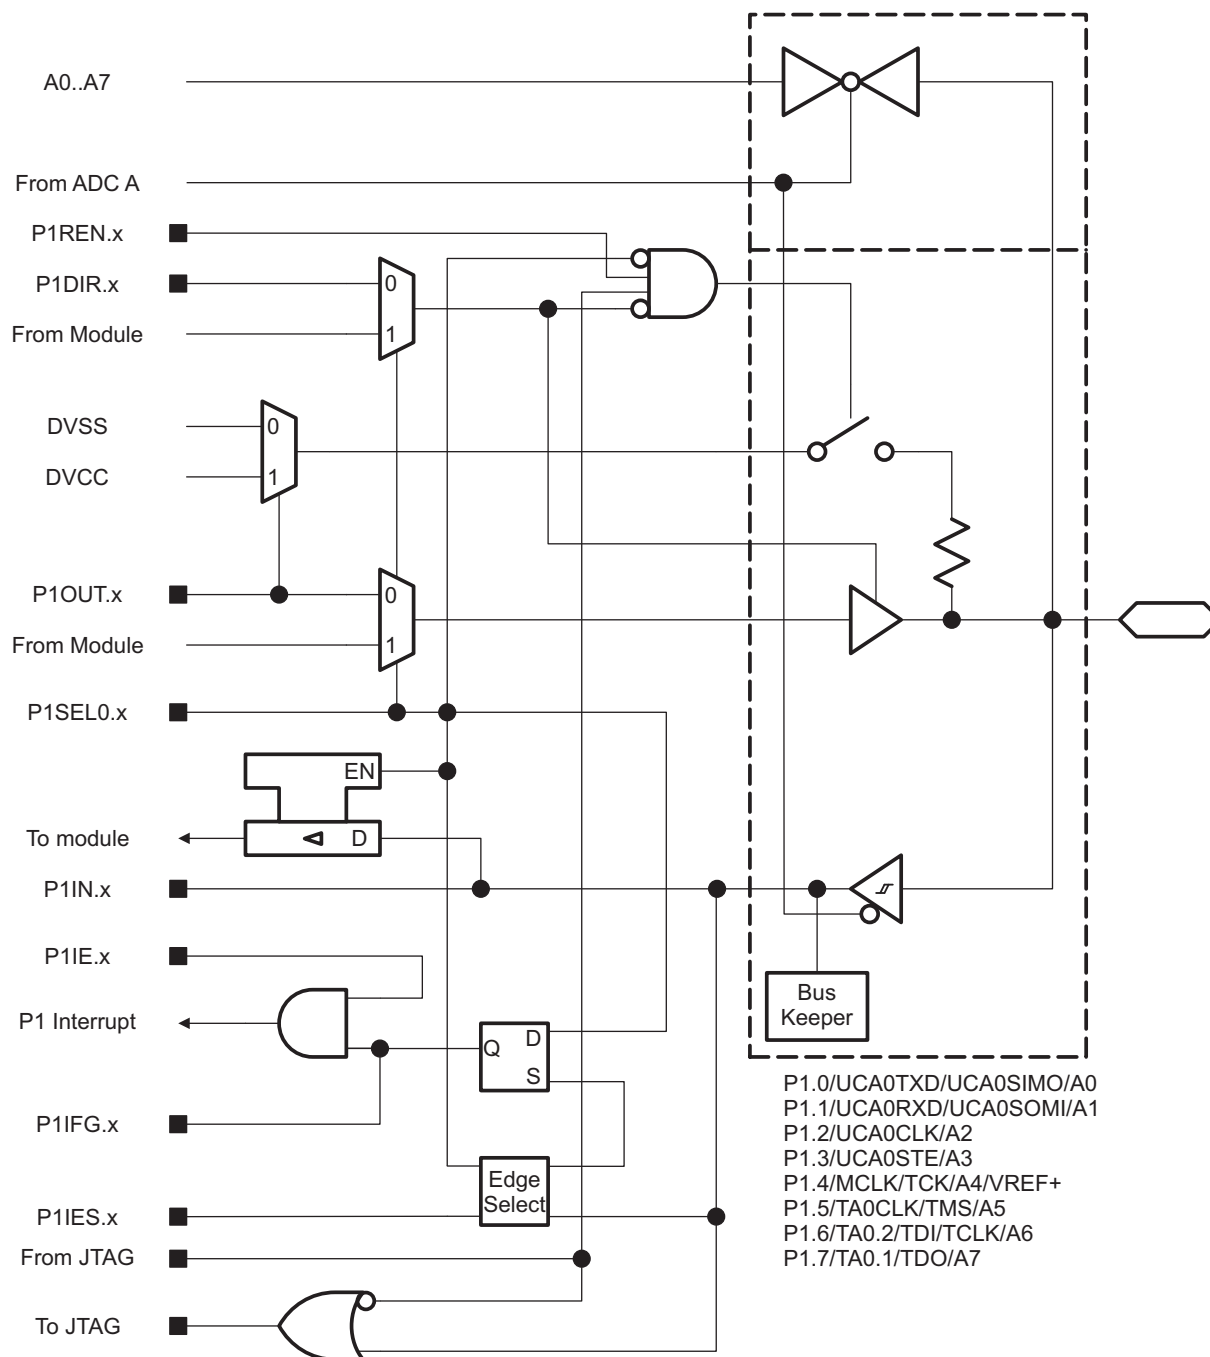 A0..A7
From ADC A
P1REN.x
P1DIR.x
0
From Module
1
DVSS
0
DVCC
1
P1OUT.x
0
From Module
1
P1SEL0.x
EN
To module
D
P1IN.x
P1IE.x
Bus
Keeper
P1 Interrupt
Q
D
S
P1IFG.x
Edge
Select
P1IES.x
From JTAG
To JTAG
P1.0/UCA0TXD/UCA0SIMO/A0
P1.1/UCA0RXD/UCA0SOMI/A1
P1.2/UCA0CLK/A2
P1.3/UCA0STE/A3
P1.4/MCLK/TCK/A4/VREF+
P1.5/TA0CLK/TMS/A5
P1.6/TA0.2/TDI/TCLK/A6
P1.7/TA0.1/TDO/A7